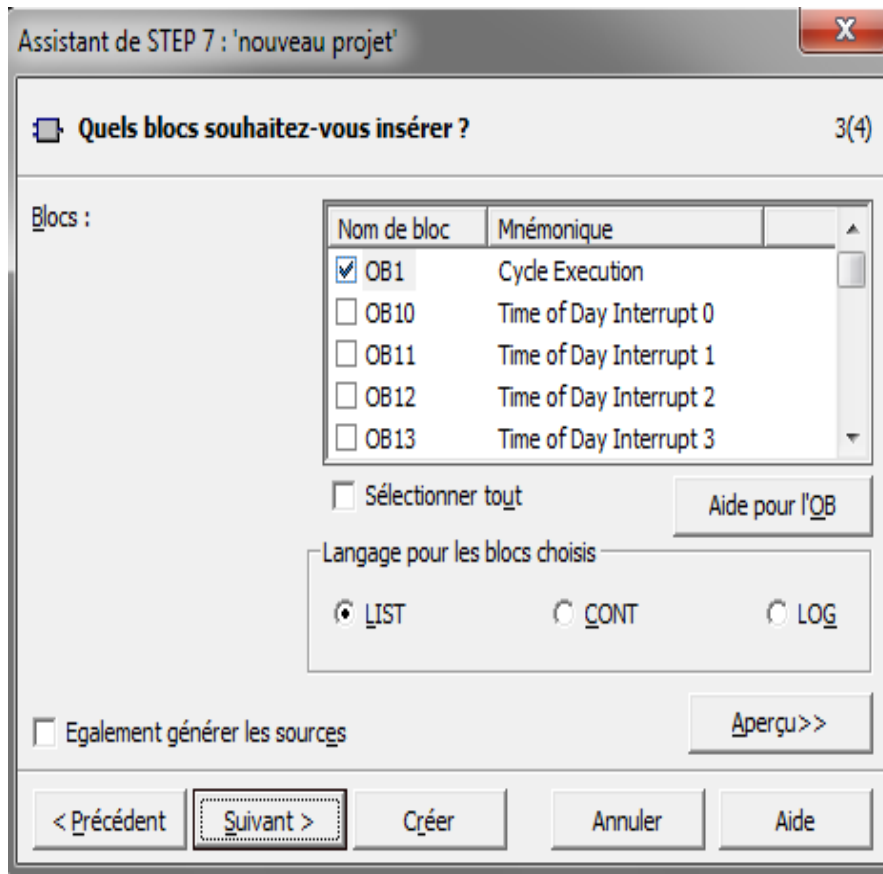 Assistant de STEP 7 : 'nouveau projet'
Quels blocs souhaitez-vous insérer ? 3(4)
Blocs :
Nom de bloc Mnémonique
OB1 Cycle Execution
OB10 Time of Day Interrupt 0
OB11 Time of Day Interrupt 1
OB12 Time of Day Interrupt 2
OB13 Time of Day Interrupt 3
Sélectionner tout Aide pour l'OB
Langage pour les blocs choisis
LIST CONT LOG
Egalement générer les sources Aperçu>>
< Précédent Suivant > Créer Annuler Aide